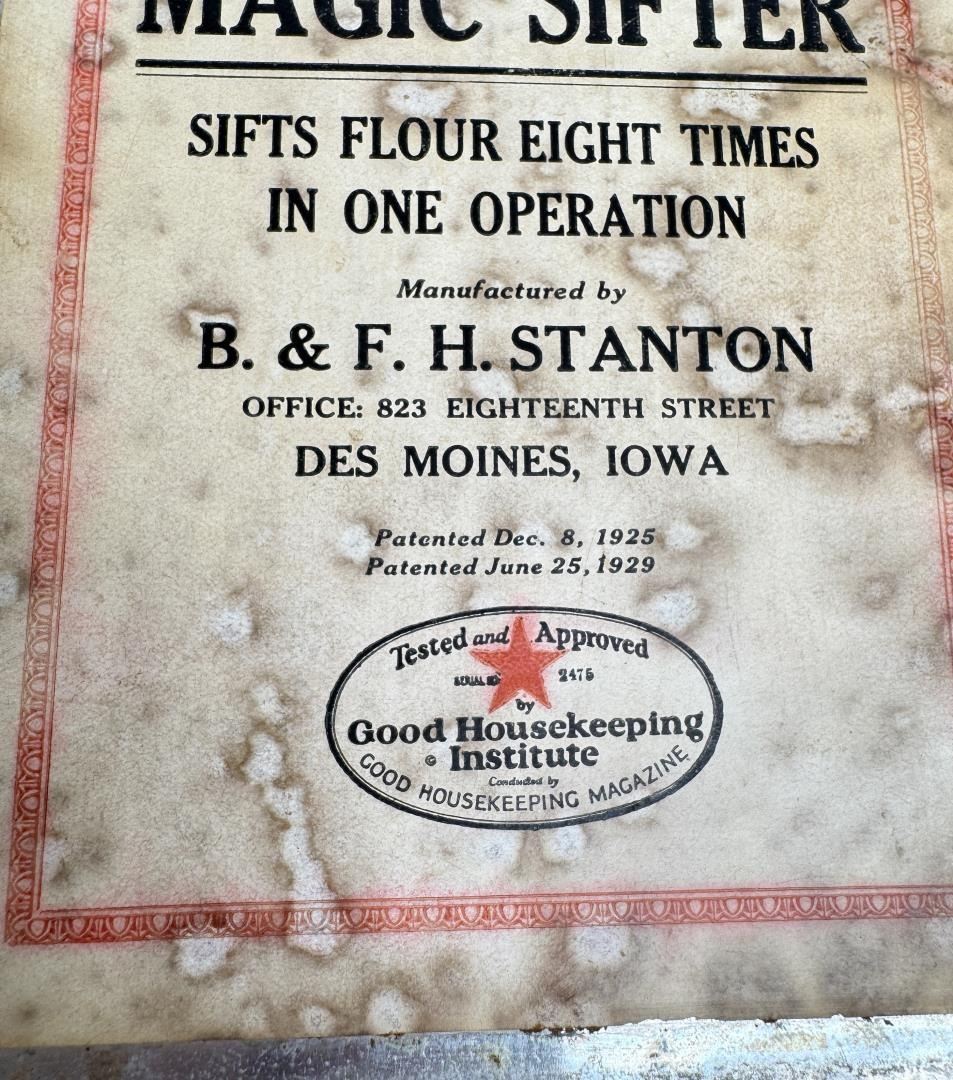 MAGIC SIFTER
SIFTS FLOUR EIGHT TIMES
IN ONE OPERATION
Manufactured by
B. & F. H. STANTON
OFFICE: 823 EIGHTEENTH STREET
DES MOINES, IOWA
Patented Dec. 8, 1925
Patented June 25, 1929
Tested and Approved
SERIAL NO 2475
by
Good Housekeeping
© Institute
Conducted by
GOOD HOUSEKEEPING MAGAZINE